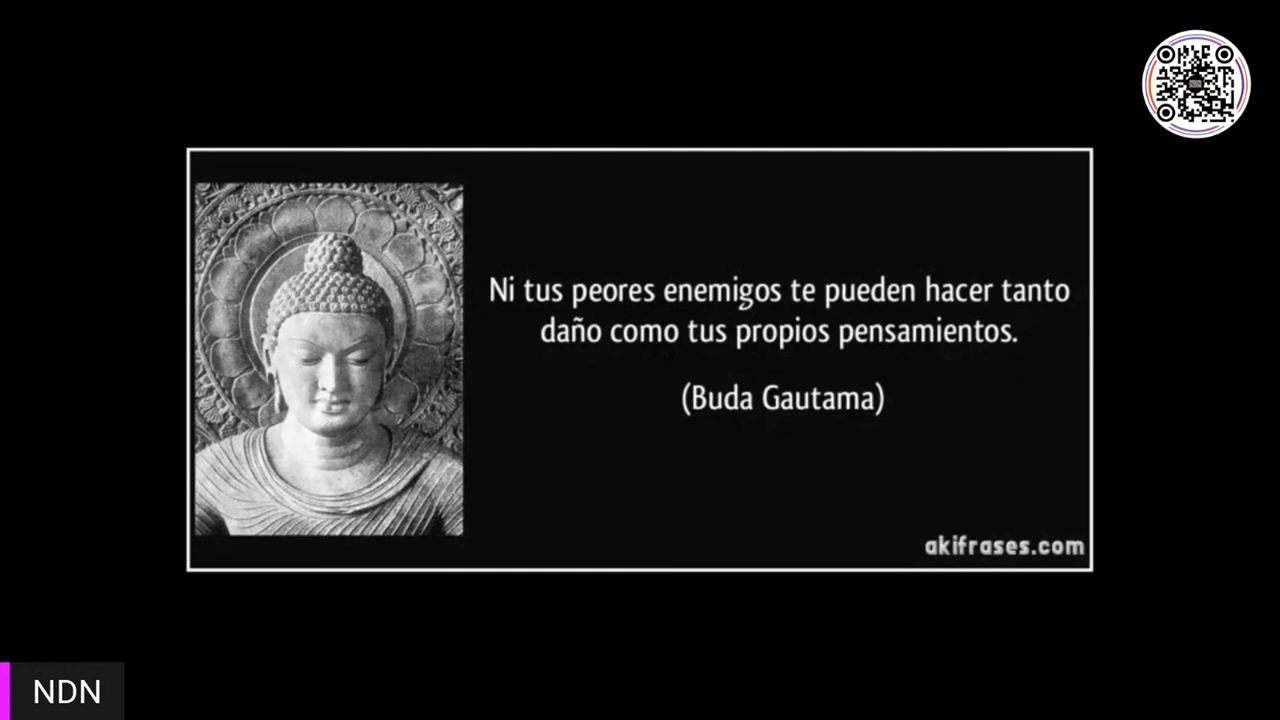 Ni tus peores enemigos te pueden hacer tanto
daño como tus propios pensamientos.
(Buda Gautama)
akifrases.com
NDN